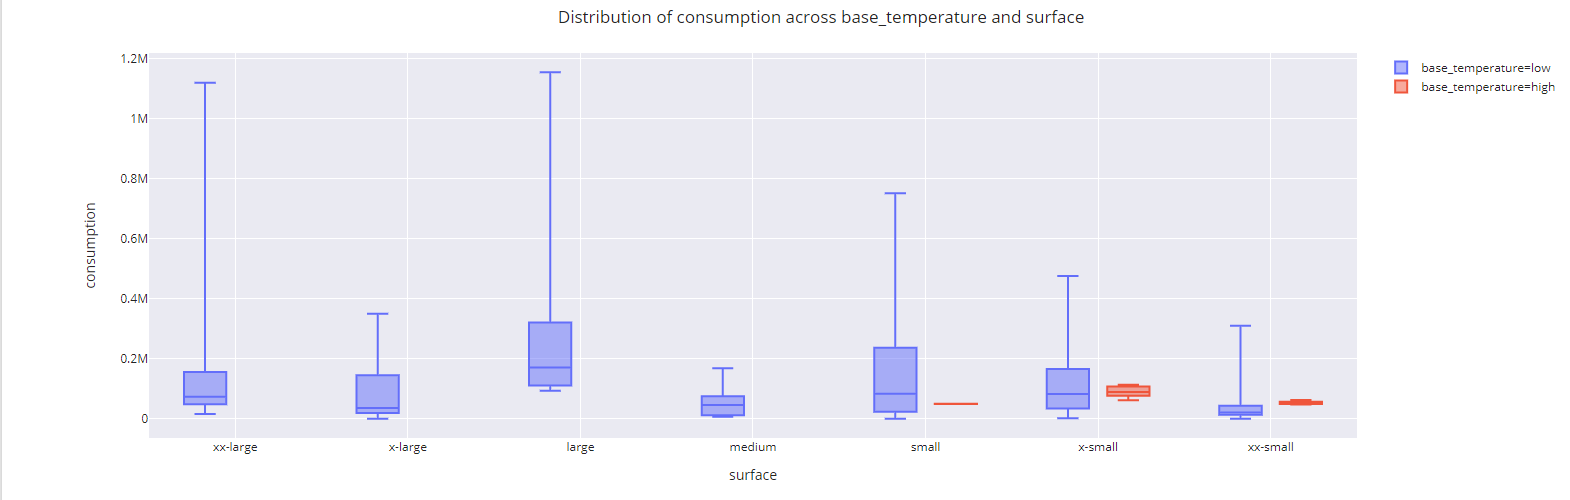 Distribution of consumption across base_temperature and surface
base_temperature=low
base_temperature=high
consumption
1.2M
1M
0.8M
0.6M
0.4M
0.2M
0
xx-large
x-large
large
medium
small
x-small
xx-small
surface